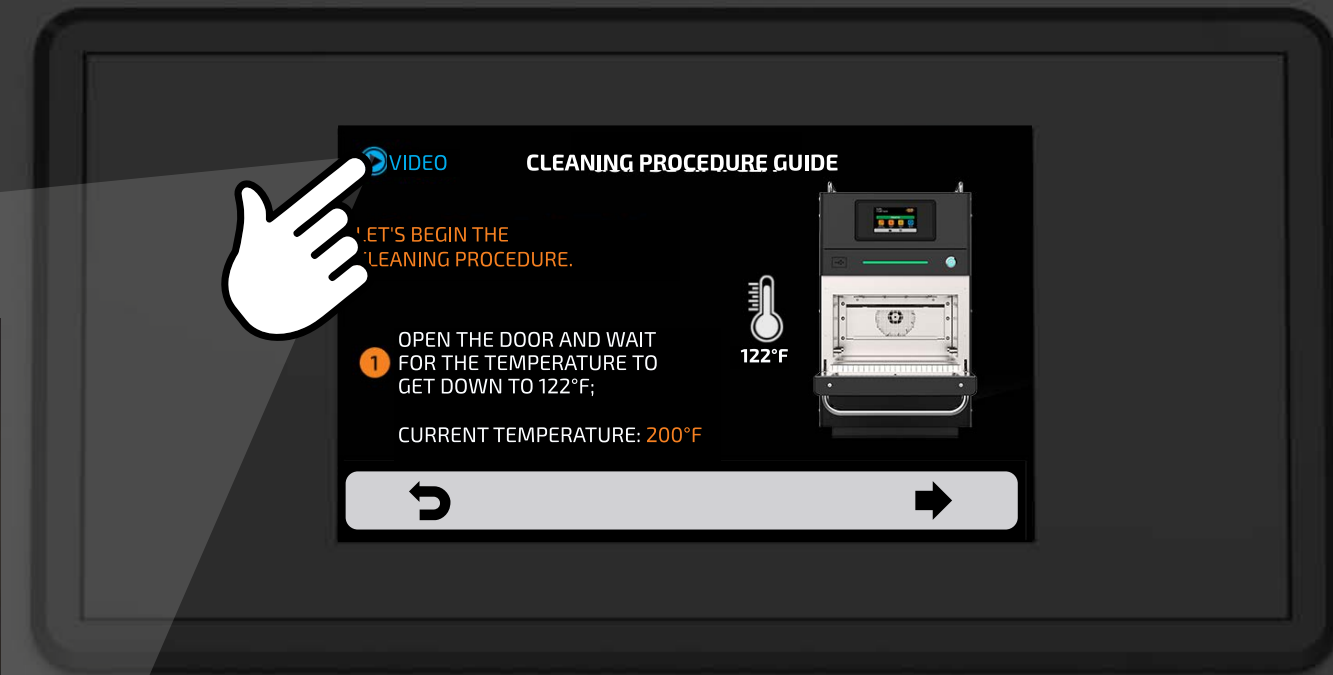 VIDEO
CLEANING PROCEDURE GUIDE
LET'S BEGIN THE
CLEANING PROCEDURE.
1
OPEN THE DOOR AND WAIT
FOR THE TEMPERATURE TO
GET DOWN TO 122°F;
122°F
CURRENT TEMPERATURE: 200°F